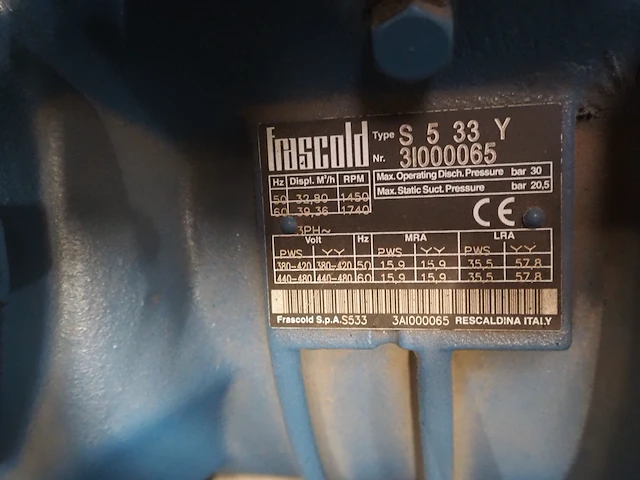 frascold Type S 5 33 Y
Nr. 3I000065
Hz Displ. M³/h RPM
50 32,80 1450
60 39,36 1740
Max. Operating Disch. Pressure bar 30
Max. Static Suct. Pressure bar 20,5
3PH~
CE
Volt Hz MRA LRA
PWS YY PWS YY PWS YY
380-420 380-420 50 15,9 15,9 35,5 57,8
440-480 440-480 60 15,9 15,9 35,5 57,8
Frascold S.p.A. S533 3AI000065 RESCALDINA ITALY